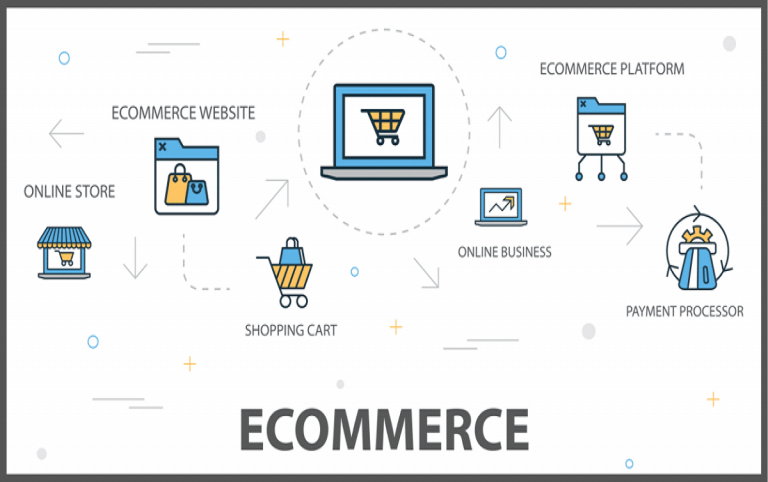 ECOMMERCE PLATFORM
ECOMMERCE WEBSITE
ONLINE STORE
ONLINE BUSINESS
PAYMENT PROCESSOR
SHOPPING CART
ECOMMERCE